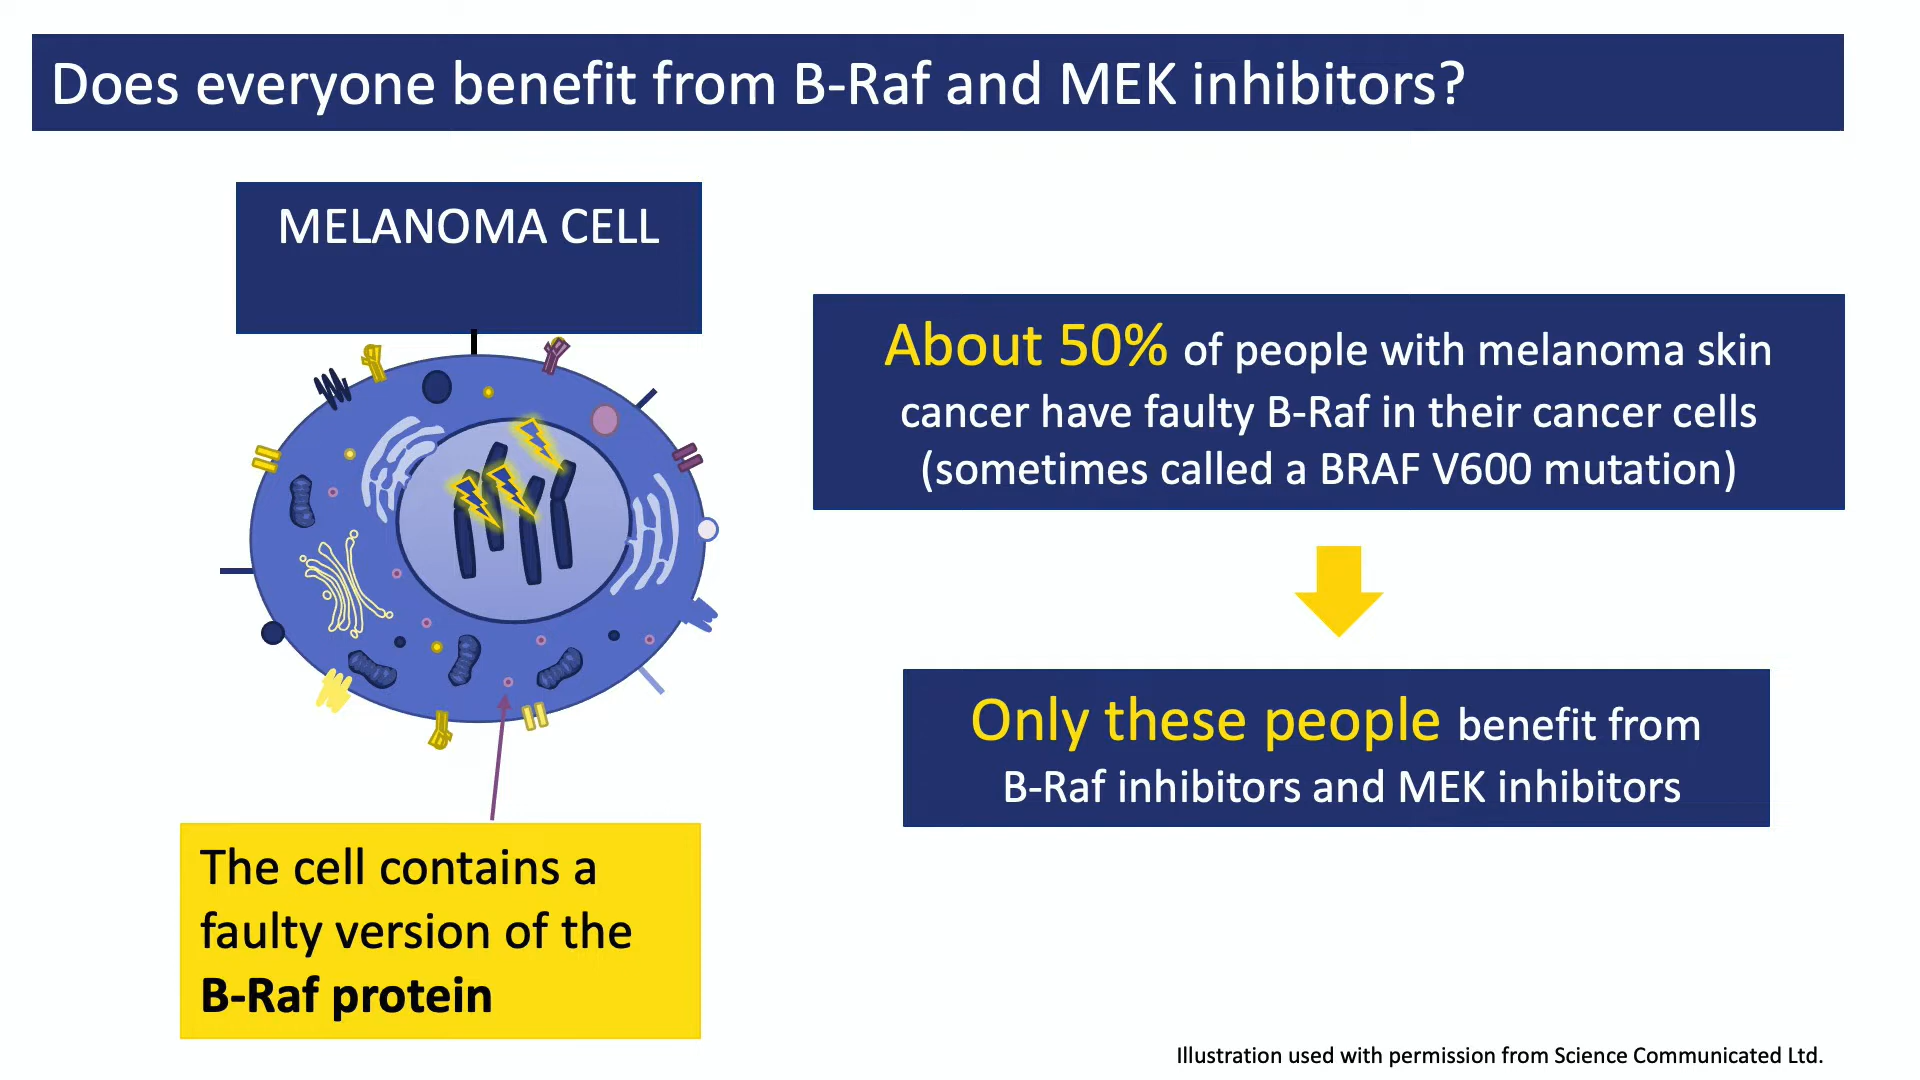 Does everyone benefit from B-Raf and MEK inhibitors?
MELANOMA CELL
About 50% of people with melanoma skin
cancer have faulty B-Raf in their cancer cells
(sometimes called a BRAF V600 mutation)
Only these people benefit from
B-Raf inhibitors and MEK inhibitors
The cell contains a
faulty version of the
B-Raf protein
Illustration used with permission from Science Communicated Ltd.